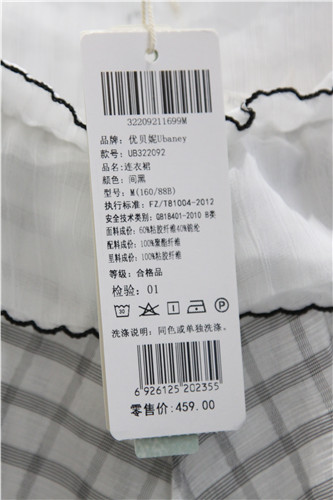 32209211699M
品牌：优贝妮Ubaney
款号：UB322092
品名：连衣裙
颜色：间黑
型号：M(160/88B)
执行标准：FZ/T81004-2012
安全技术类别：GB18401-2010 B类
面料成份：60%粘胶纤维40%锦纶
配料成份：100%聚酯纤维
里料成份：100%粘胶纤维
等级：合格品
检验：01
洗涤说明：同色或单独洗涤。
6 926125 202355
零售价：459.00